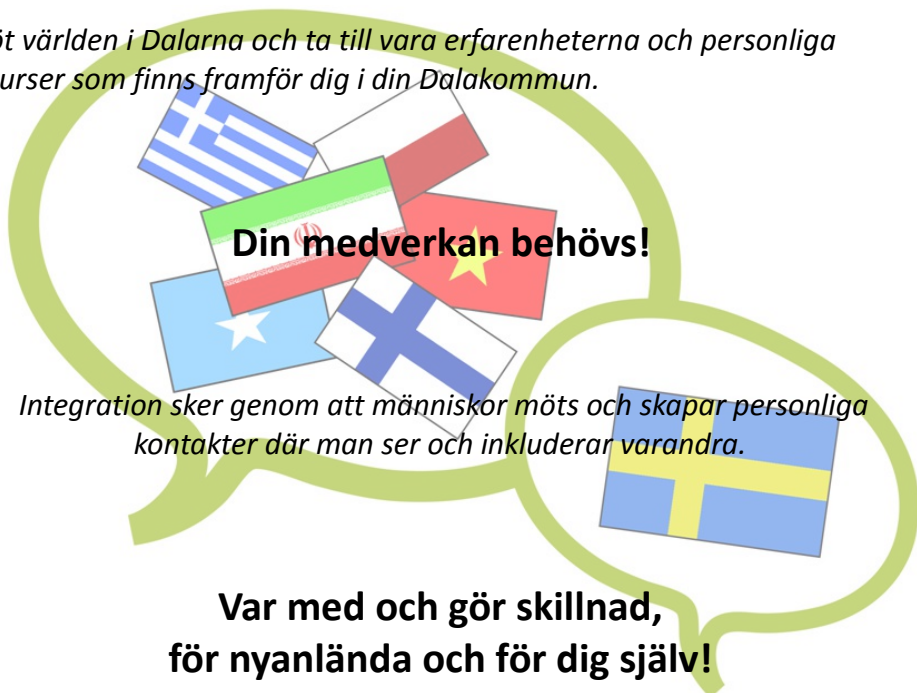 öt världen i Dalarna och ta till vara erfarenheterna och personliga
urser som finns framför dig i din Dalakommun.
Din medverkan behövs!
Integration sker genom att människor möts och skapar personliga
kontakter där man ser och inkluderar varandra.
Var med och gör skillnad,
för nyanlända och för dig själv!